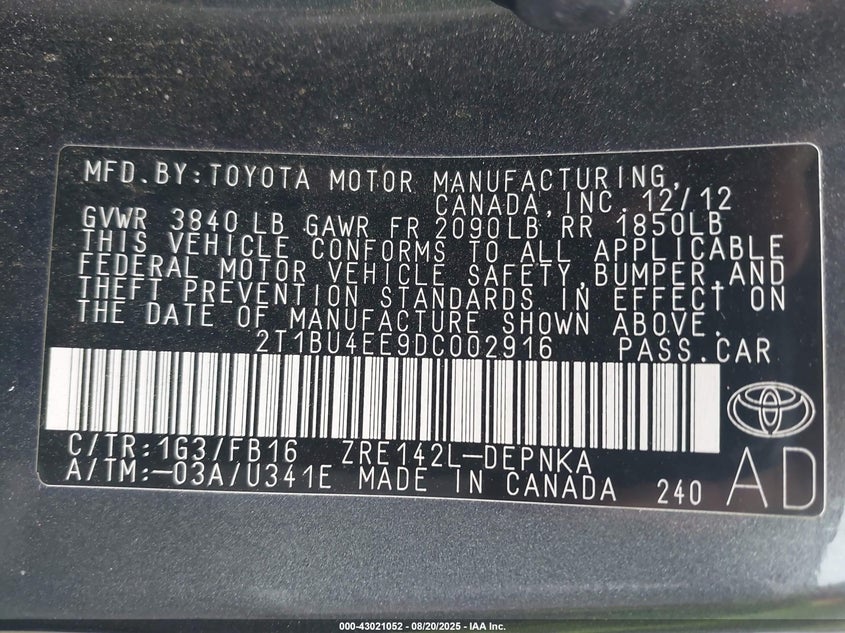 MFD.BY:TOYOTA MOTOR MANUFACTURING,
CANADA,INC. 12/12
GVWR 3840 LB GAWR FR 2090LB RR 1850LB
THIS VEHICLE CONFORMS TO ALL APPLICABLE
FEDERAL MOTOR VEHICLE SAFETY,BUMPER,AND
THEFT PREVENTION STANDARDS IN EFFECT ON
THE DATE OF MANUFACTURE SHOWN ABOVE.
2T1BU4EE9DC002916 PASS.CAR
C/TR:1G3/FB16 ZRE142L-DEPNKA
A/TM:-03A/U341E MADE IN CANADA 240 AD
000-43021052 - 08/20/2025 - IAA Inc.